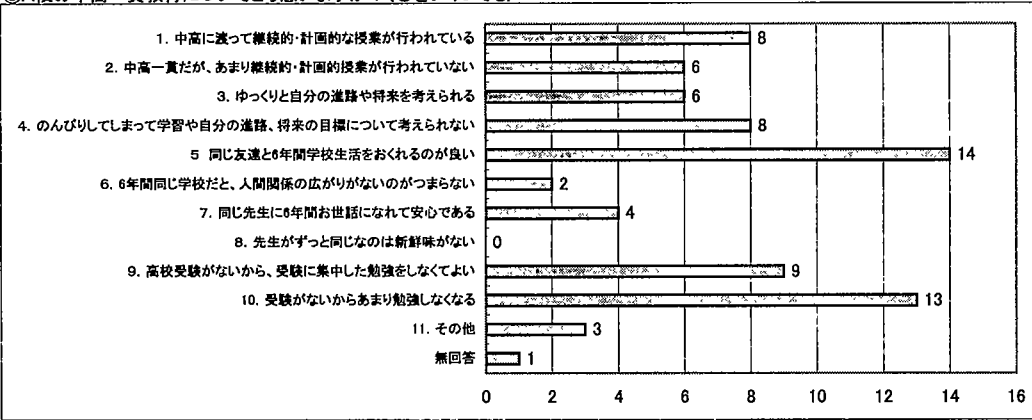 1. 中高に渡って継続的・計画的な授業が行われている 8
2. 中高一貫だが、あまり継続的・計画的授業が行われていない 6
3. ゆっくりと自分の進路や将来を考えられる 6
4. のんびりしてしまって学習や自分の進路、将来の目標について考えられない 8
5 同じ友達と6年間学校生活をおくれるのが良い 14
6. 6年間同じ学校だと、人間関係の広がりがないのがつまらない 2
7. 同じ先生に6年間お世話になれて安心である 4
8. 先生がずっと同じなのは新鮮味がない 0
9. 高校受験がないから、受験に集中した勉強をしなくてよい 9
10. 受験がないからあまり勉強しなくなる 13
11. その他 3
無回答 1
0 2 4 6 8 10 12 14 16